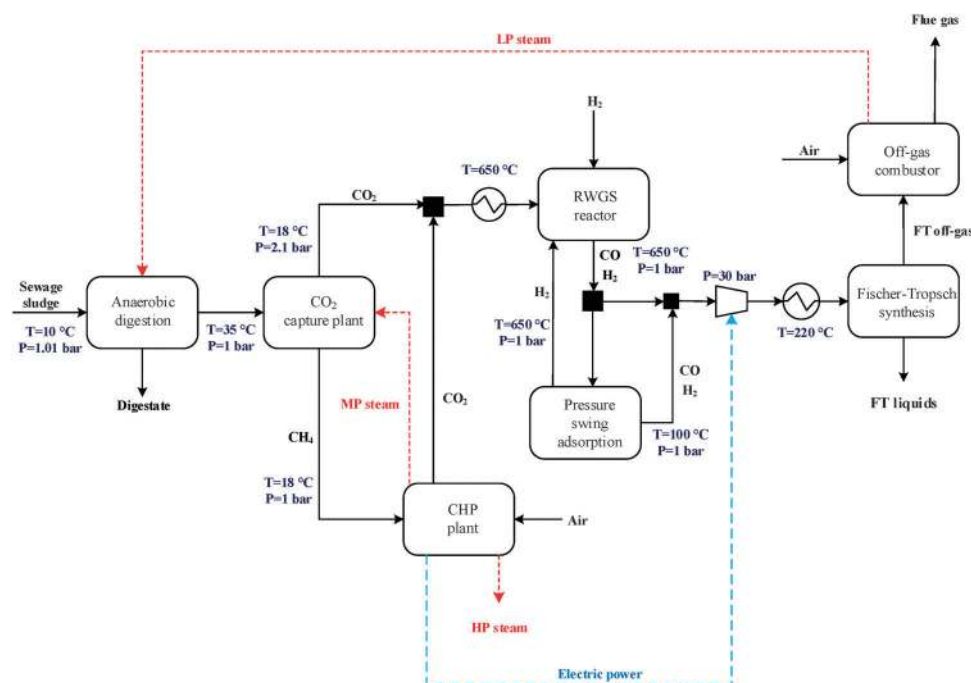 Flue gas
LP steam
H₂
Air
Off-gas
combustor
T=650 °C
CO₂
RWGS
reactor
FT off-gas
T=18 °C
P=2.1 bar
CO
H₂
T=650 °C
P=1 bar
P=30 bar
Sewage
sludge
Anaerobic
digestion
CO₂
capture plant
H₂
Fischer-Tropsch
synthesis
T=10 °C
P=1.01 bar
T=35 °C
P=1 bar
T=650 °C
P=1 bar
T=220 °C
Digestate
MP steam
CO₂
Pressure
swing
adsorption
CO
H₂
FT liquids
CH₄
T=100 °C
P=1 bar
T=18 °C
P=1 bar
CHP
plant
Air
HP steam
Electric power